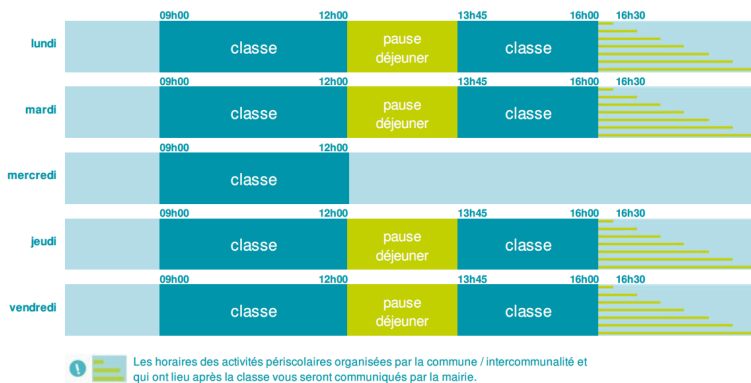 09h00 12h00 13h45 16h00 16h30
lundi classe pause déjeuner classe
09h00 12h00 13h45 16h00 16h30
mardi classe pause déjeuner classe
09h00 12h00
mercredi classe
09h00 12h00 13h45 16h00 16h30
jeudi classe pause déjeuner classe
09h00 12h00 13h45 16h00 16h30
vendredi classe pause déjeuner classe
! Les horaires des activités périscolaires organisées par la commune / intercommunalité et
qui ont lieu après la classe vous seront communiqués par la mairie.